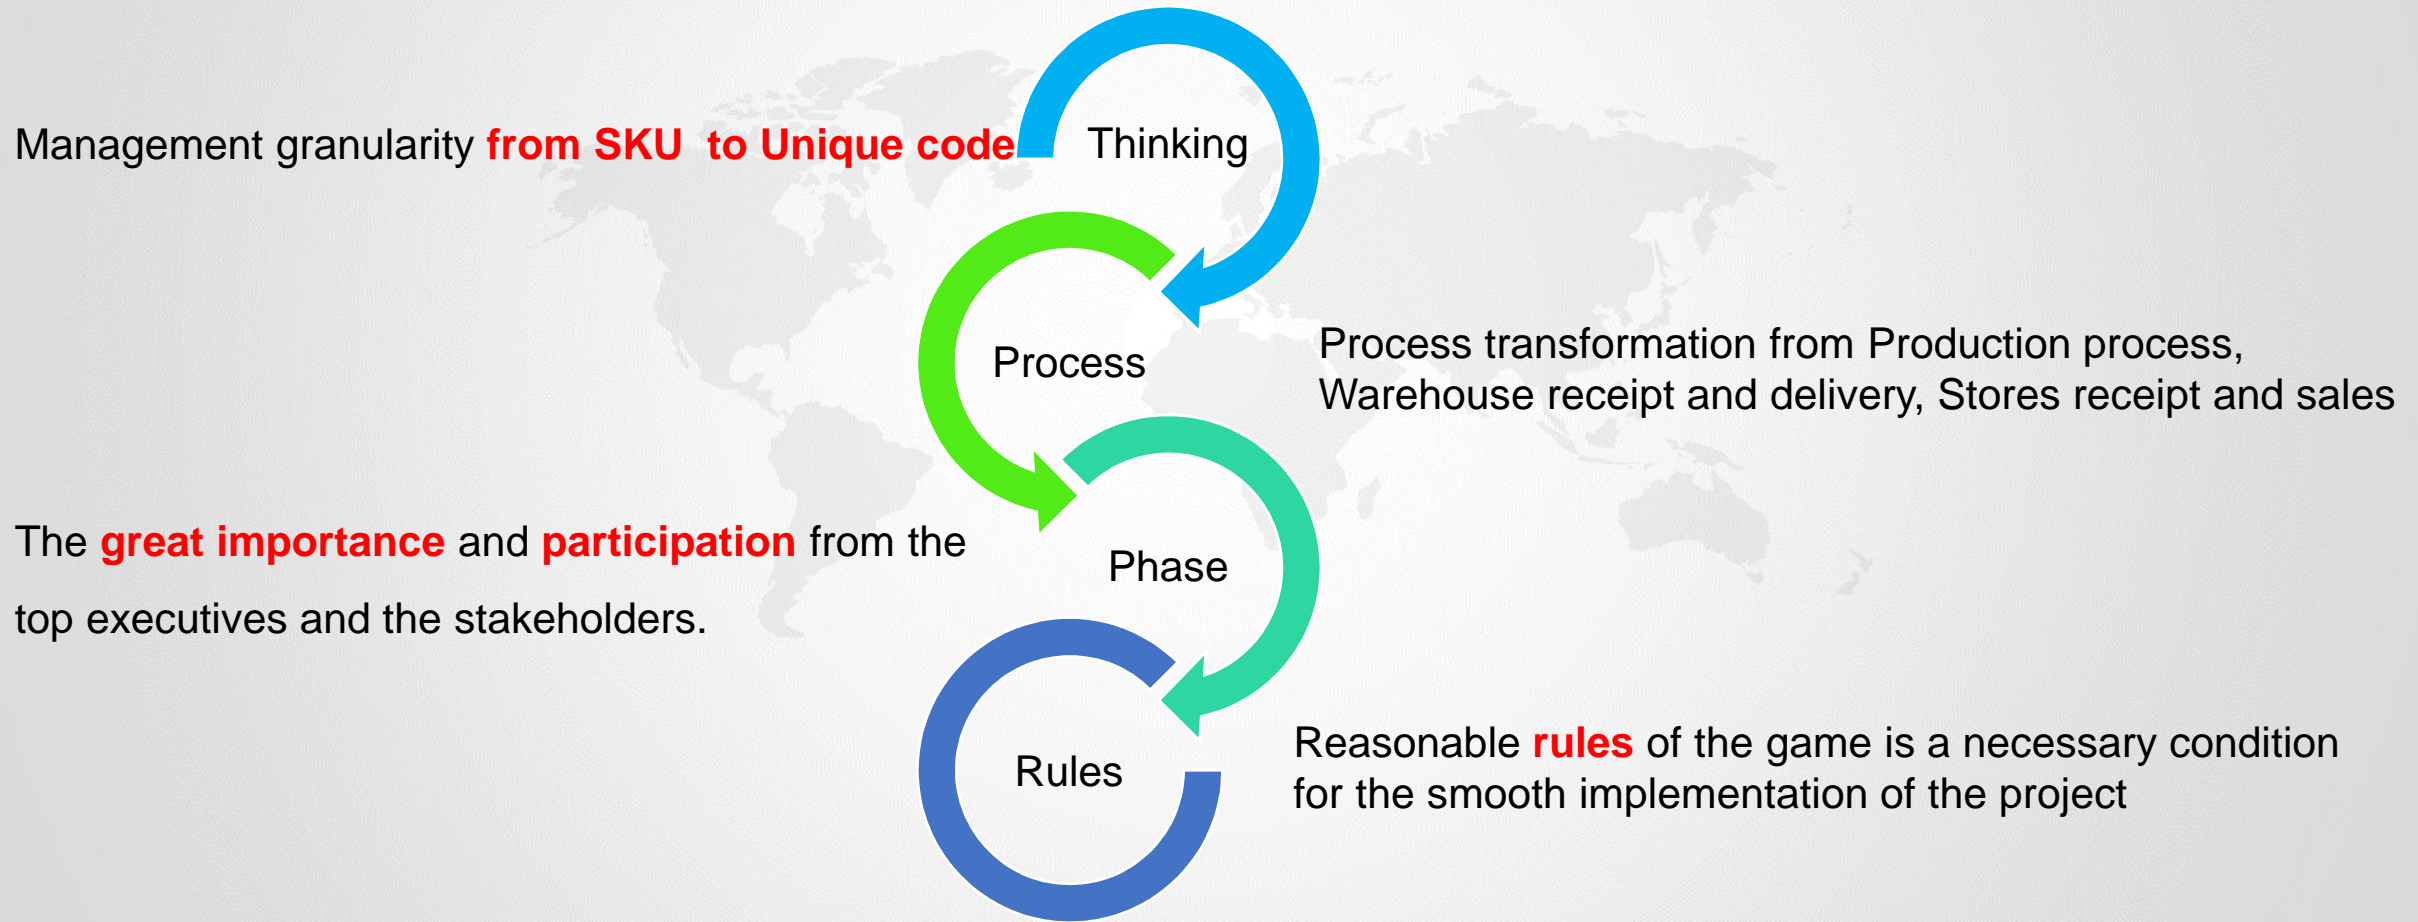 Management granularity from SKU  to Unique code
Thinking
Process
Process transformation from Production process,
Warehouse receipt and delivery, Stores receipt and sales
The great importance and participation from the
top executives and the stakeholders.
Phase
Rules
Reasonable rules of the game is a necessary condition
for the smooth implementation of the project